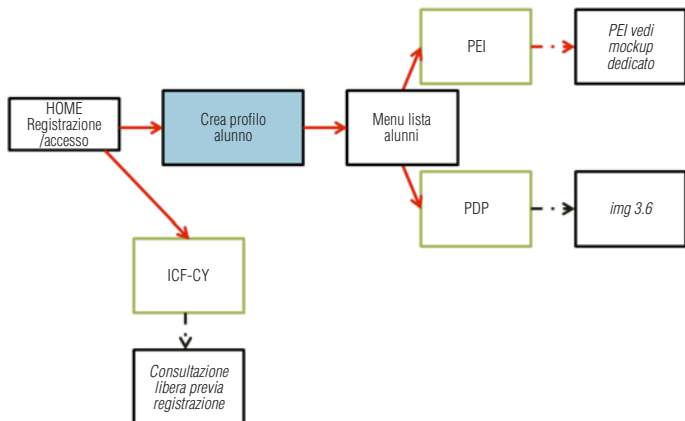 HOME
Registrazione
/accesso
Crea profilo
alunno
Menu lista
alunni
PEI
PEI vedi
mockup
dedicato
PDP
img 3.6
ICF-CY
Consultazione
libera previa
registrazione